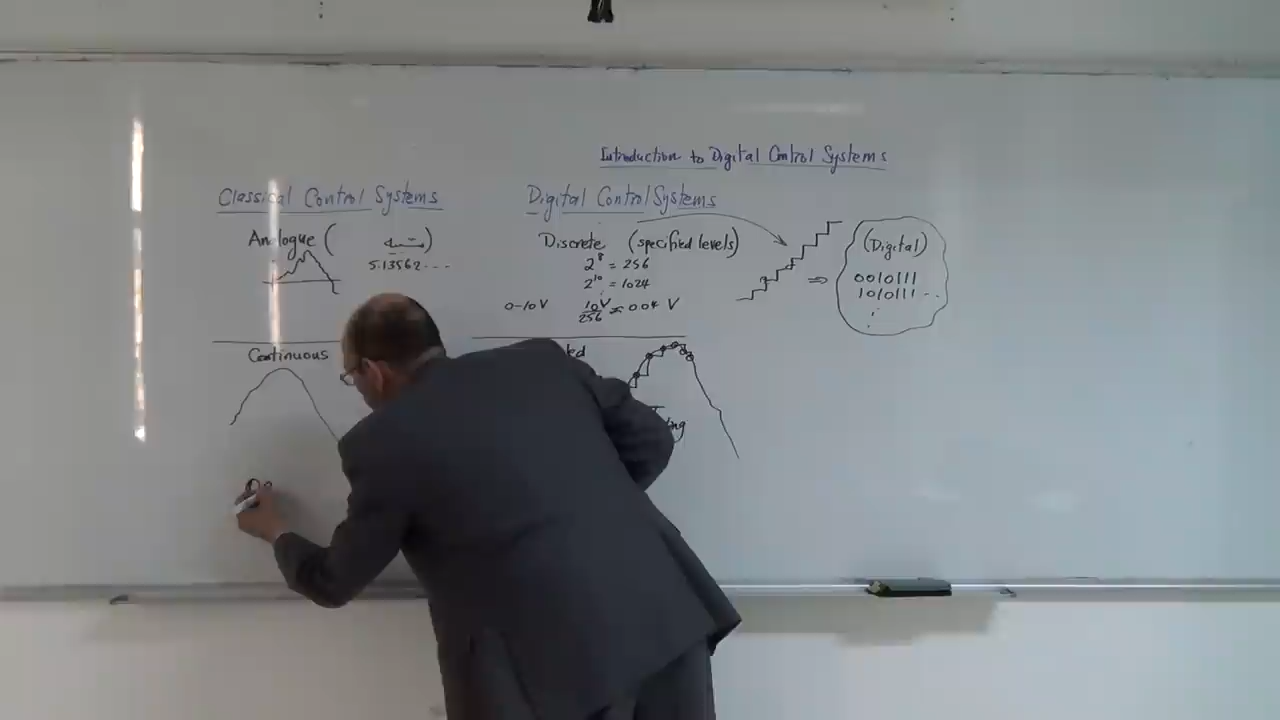 Introduction to Digital Control Systems
Classical Control Systems
Analogue (
)
5.13562....
Continuous
Digital Control Systems
Discrete (specified levels)
2^8 = 256
2^10 = 1024
0-10V 10V/256 ≈ 0.04 V
(Digital)
0010111
1010111...